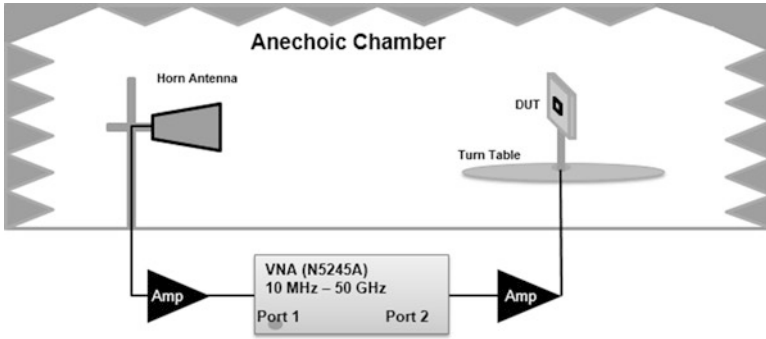 Anechoic Chamber
Horn Antenna
DUT
Turn Table
VNA (N5245A)
10 MHz – 50 GHz
Port 1
Port 2
Amp
Amp